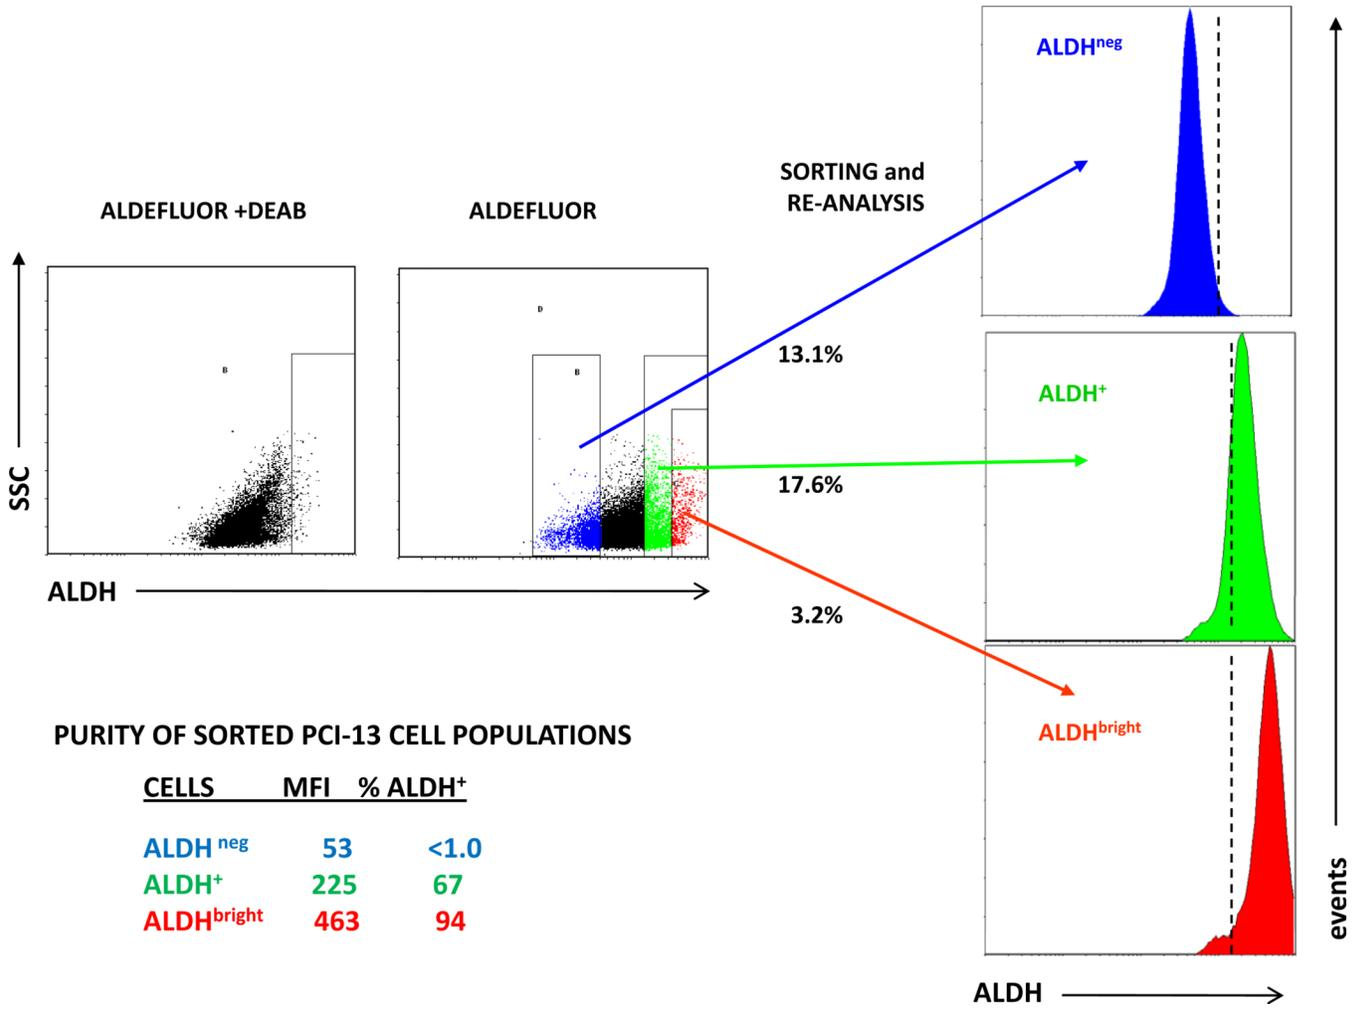 ALDEFLUOR +DEAB
ALDEFLUOR
SORTING and
RE-ANALYSIS
SSC
B
D
B
ALDH
13.1%
17.6%
3.2%
ALDHneg
ALDH+
ALDHbright
events
ALDH
PURITY OF SORTED PCI-13 CELL POPULATIONS
CELLS MFI % ALDH+
ALDH neg 53 <1.0
ALDH+ 225 67
ALDHbright 463 94